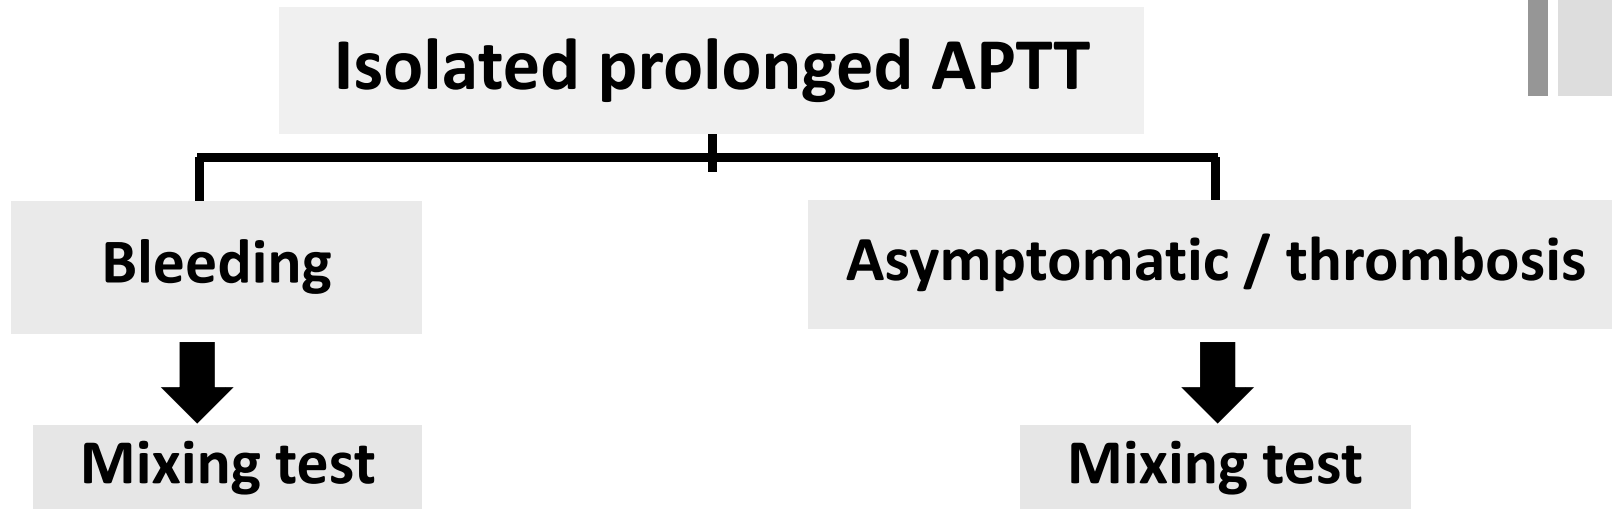 Isolated prolonged APTT
Bleeding
Asymptomatic / thrombosis
Mixing test
Mixing test